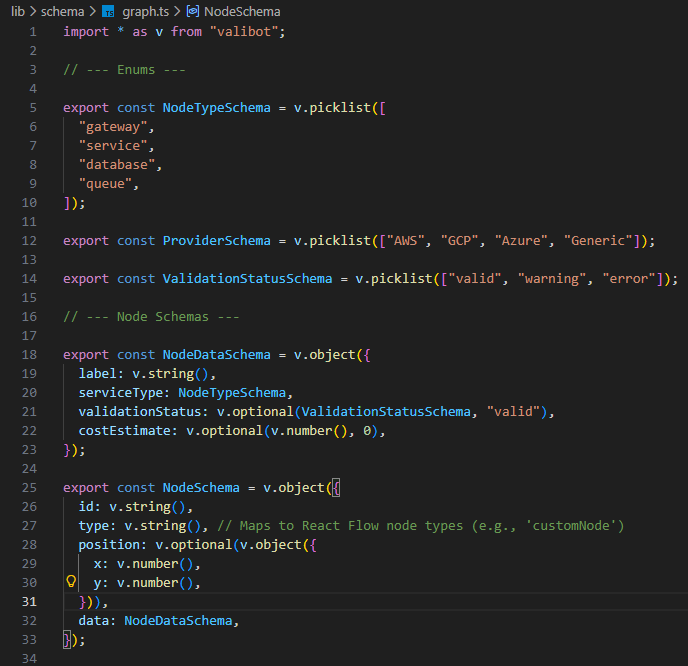 lib > schema > TS graph.ts > NodeSchema
1 import * as v from "valibot";
2
3 // --- Enums ---
4
5 export const NodeTypeSchema = v.picklist([
6   "gateway",
7   "service",
8   "database",
9   "queue",
10 ]);
11
12 export const ProviderSchema = v.picklist(["AWS", "GCP", "Azure", "Generic"]);
13
14 export const ValidationStatusSchema = v.picklist(["valid", "warning", "error"]);
15
16 // --- Node Schemas ---
17
18 export const NodeDataSchema = v.object({
19   label: v.string(),
20   serviceType: NodeTypeSchema,
21   validationStatus: v.optional(ValidationStatusSchema, "valid"),
22   costEstimate: v.optional(v.number(), 0),
23 });
24
25 export const NodeSchema = v.object({
26   id: v.string(),
27   type: v.string(), // Maps to React Flow node types (e.g., 'customNode')
28   position: v.optional(v.object({
29     x: v.number(),
30     y: v.number(),
31   })),
32   data: NodeDataSchema,
33 });
34